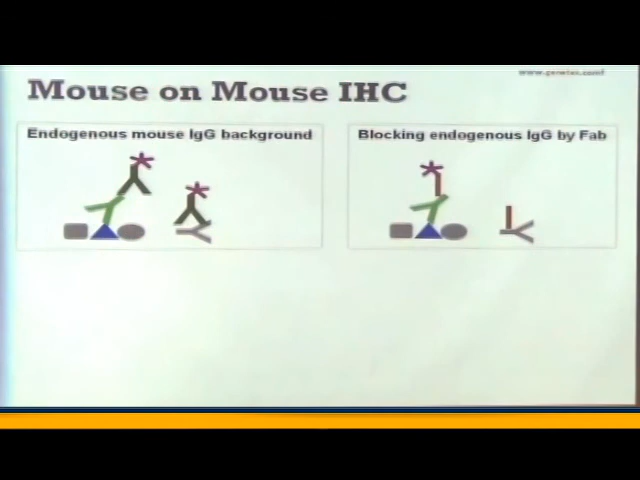 Mouse on Mouse IHC
Endogenous mouse IgG background
Blocking endogenous IgG by Fab